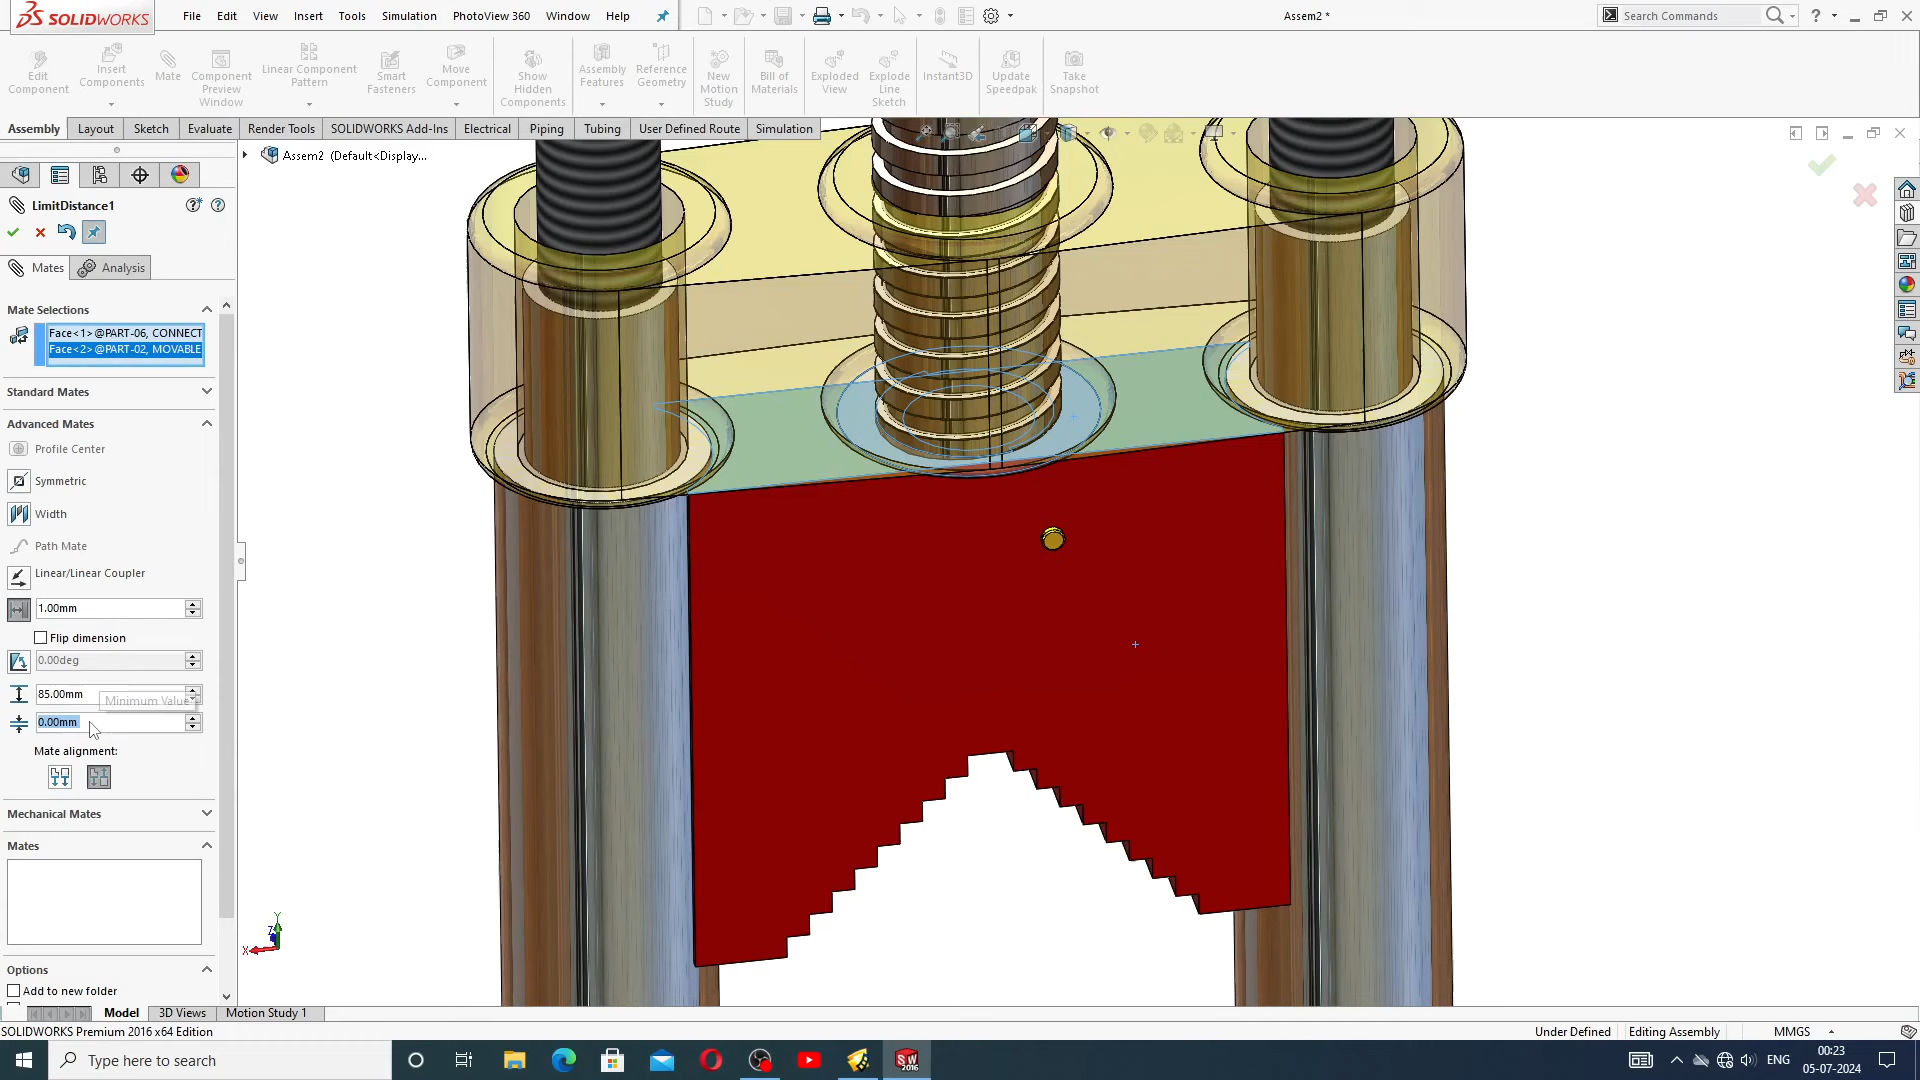 SOLIDWORKS
File Edit View Insert Tools Simulation PhotoView 360 Window Help
Assem2 *
Search Commands
Edit Component
Insert Components
Mate
Component Preview Window
Linear Component Pattern
Smart Fasteners
Move Component
Show Hidden Components
Assembly Features
Reference Geometry
New Motion Study
Bill of Materials
Exploded View
Explode Line Sketch
Instant3D
Update Speedpak
Take Snapshot
Assembly Layout Sketch Evaluate Render Tools SOLIDWORKS Add-Ins Electrical Piping Tubing User Defined Route Simulation
Assem2 (Default<Display...
LimitDistance1
Mates Analysis
Mate Selections
Face<1>@PART-06, CONNECT
Face<2>@PART-02, MOVABLE
Standard Mates
Advanced Mates
Profile Center
Symmetric
Width
Path Mate
Linear/Linear Coupler
1.00mm
Flip dimension
0.00deg
85.00mm
Minimum Value
0.00mm
Mate alignment:
Mechanical Mates
Mates
Options
Add to new folder
Y
Z
X
Model 3D Views Motion Study 1
SOLIDWORKS Premium 2016 x64 Edition
Under Defined Editing Assembly MMGS
Type here to search
SW
2016
ENG
00:23
05-07-2024